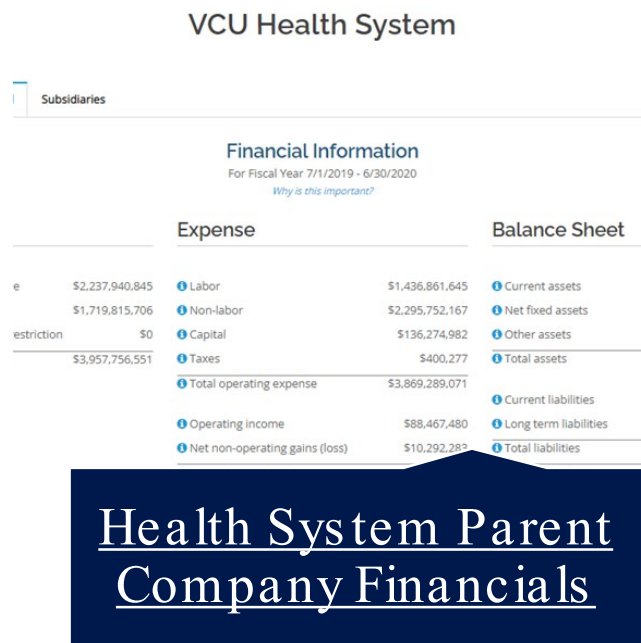 VCU Health System
Subsidiaries
Financial Information
For Fiscal Year 7/1/2019 - 6/30/2020
Why is this important?
$2,237,940,845
$1,719,815,706
$0
$3,957,756,551
Expense
Labor $1,436,861,645
Non-labor $2,295,752,167
Capital $136,274,982
Taxes $400,277
Total operating expense $3,869,289,071
Operating income $88,467,480
Net non-operating gains (loss) $10,292,283
Balance Sheet
Current assets
Net fixed assets
Other assets
Total assets
Current liabilities
Long term liabilities
Total liabilities
Health System Parent
Company Financials